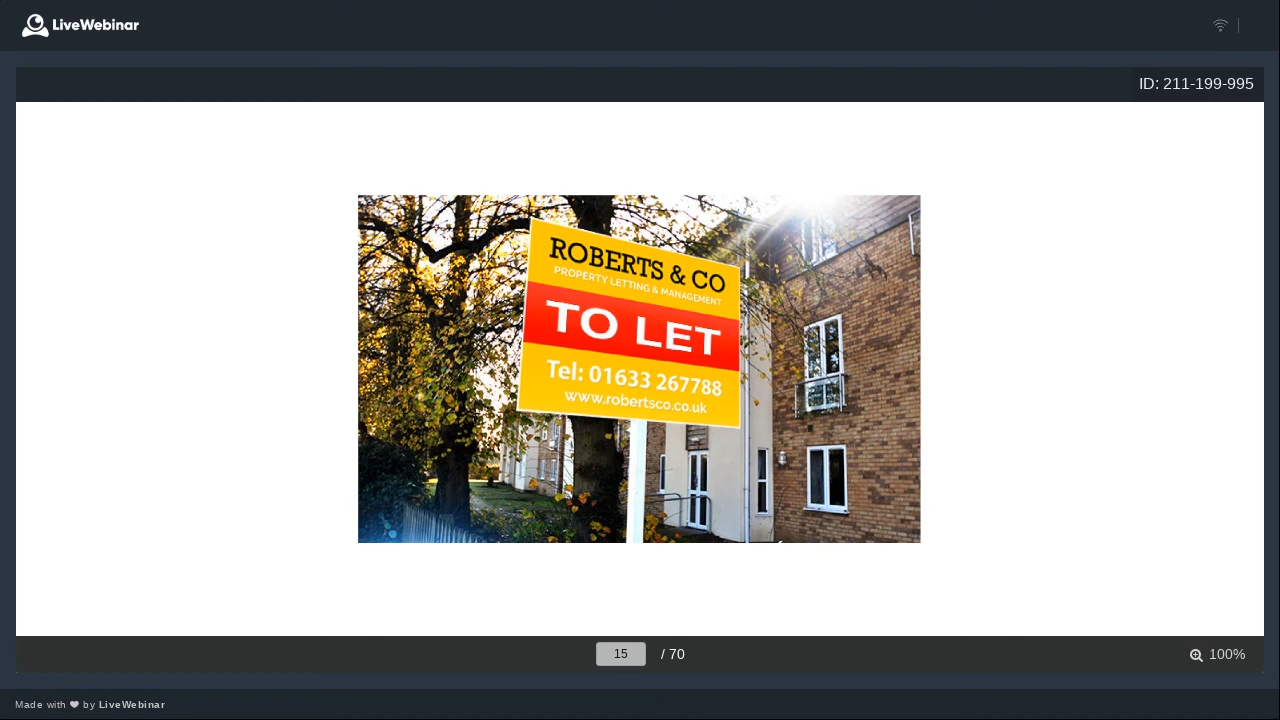 LiveWebinar
ID: 211-199-995
ROBERTS & CO
PROPERTY LETTING & MANAGEMENT
TO LET
Tel: 01633 267788
www.robertsco.co.uk
15 / 70
100%
Made with ❤ by LiveWebinar